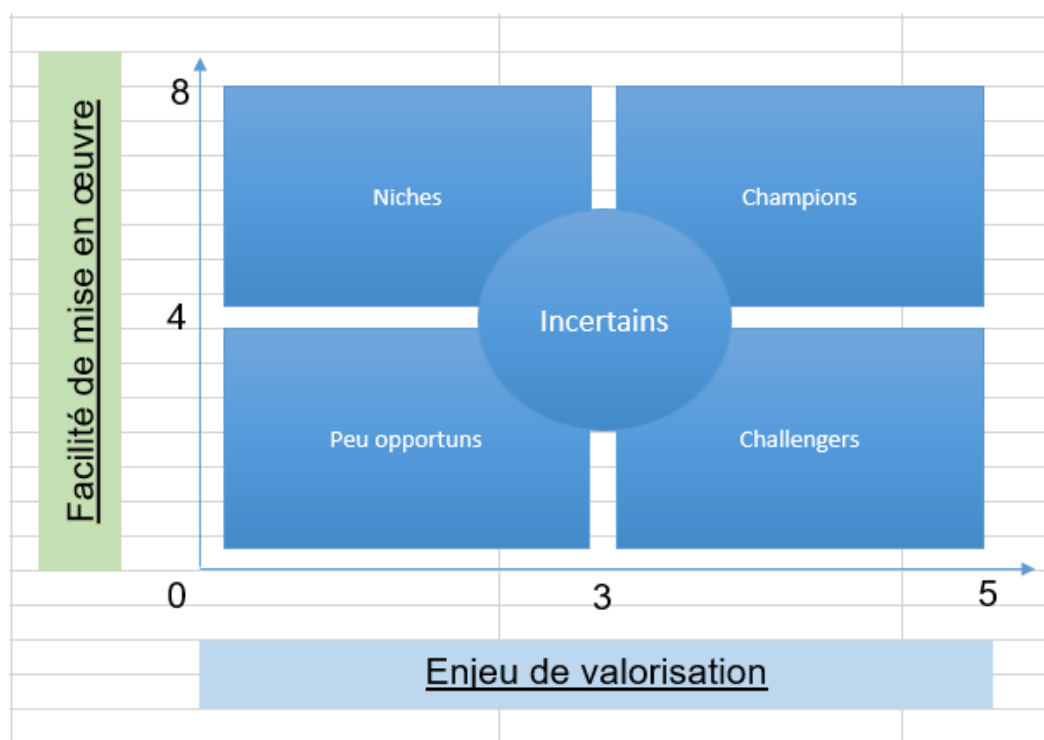 Facilité de mise en œuvre
8
Niches
Champions
4
Incertains
Peu opportuns
Challengers
0
3
5
Enjeu de valorisation